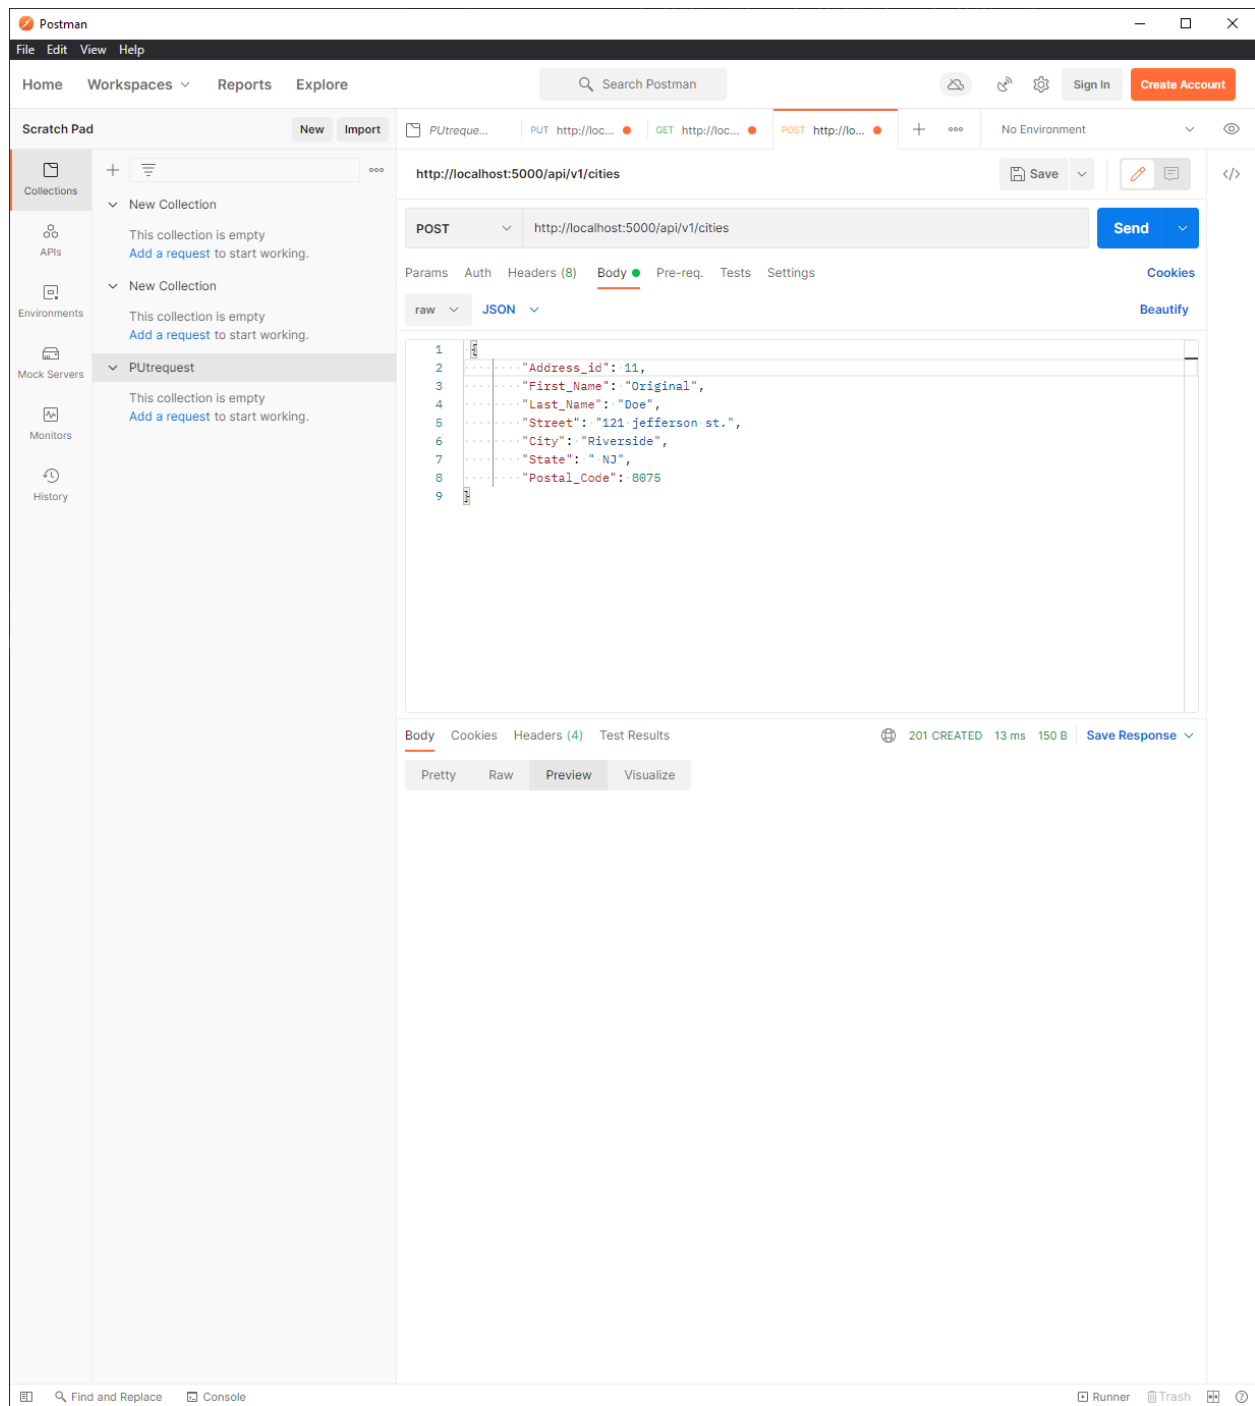 Postman
File Edit View Help
Home Workspaces Reports Explore Search Postman Sign In Create Account
Scratch Pad New Import PUtreque... PUT http://loc... GET http://loc... POST http://lo... No Environment
Collections
APIs
Environments
Mock Servers
Monitors
History
New Collection
This collection is empty
Add a request to start working.
New Collection
This collection is empty
Add a request to start working.
PUtrequest
This collection is empty
Add a request to start working.
http://localhost:5000/api/v1/cities Save
POST http://localhost:5000/api/v1/cities Send
Params Auth Headers (8) Body Pre-req. Tests Settings Cookies
raw JSON Beautify
1 {
2 "Address_id": 11,
3 "First_Name": "Original",
4 "Last_Name": "Doe",
5 "Street": "121 jefferson st.",
6 "City": "Riverside",
7 "State": " NJ",
8 "Postal_Code": 8075
9 }
Body Cookies Headers (4) Test Results 201 CREATED 13 ms 150 B Save Response
Pretty Raw Preview Visualize
Find and Replace Console Runner Trash